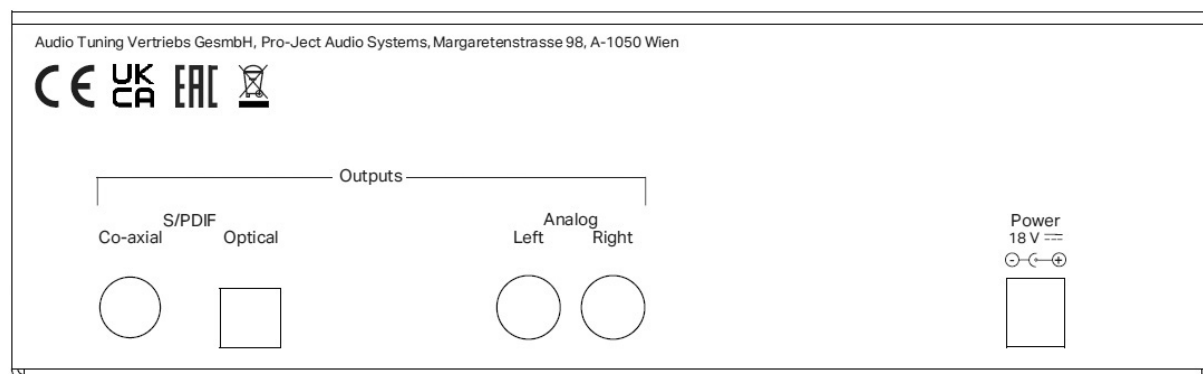 Audio Tuning Vertriebs GesmbH, Pro-Ject Audio Systems, Margaretenstrasse 98, A-1050 Wien
CE UK CA EAC
Outputs
S/PDIF Analog Power
Co-axial Optical Left Right 18 V ⎓
- +